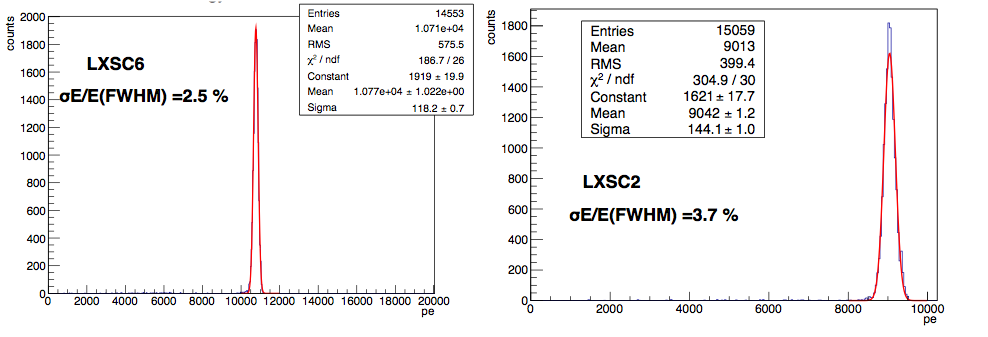 counts
2000
1800
1600
1400
1200
1000
800
600
400
200
0
0 2000 4000 6000 8000 10000 12000 14000 16000 18000 20000
pe
LXSC6
σE/E(FWHM) =2.5 %
Entries 14553
Mean 1.071e+04
RMS 575.5
χ² / ndf 186.7 / 26
Constant 1919 ± 19.9
Mean 1.077e+04 ± 1.022e+00
Sigma 118.2 ± 0.7
counts
1800
1600
1400
1200
1000
800
600
400
200
0
0 2000 4000 6000 8000 10000
pe
Entries 15059
Mean 9013
RMS 399.4
χ² / ndf 304.9 / 30
Constant 1621 ± 17.7
Mean 9042 ± 1.2
Sigma 144.1 ± 1.0
LXSC2
σE/E(FWHM) =3.7 %